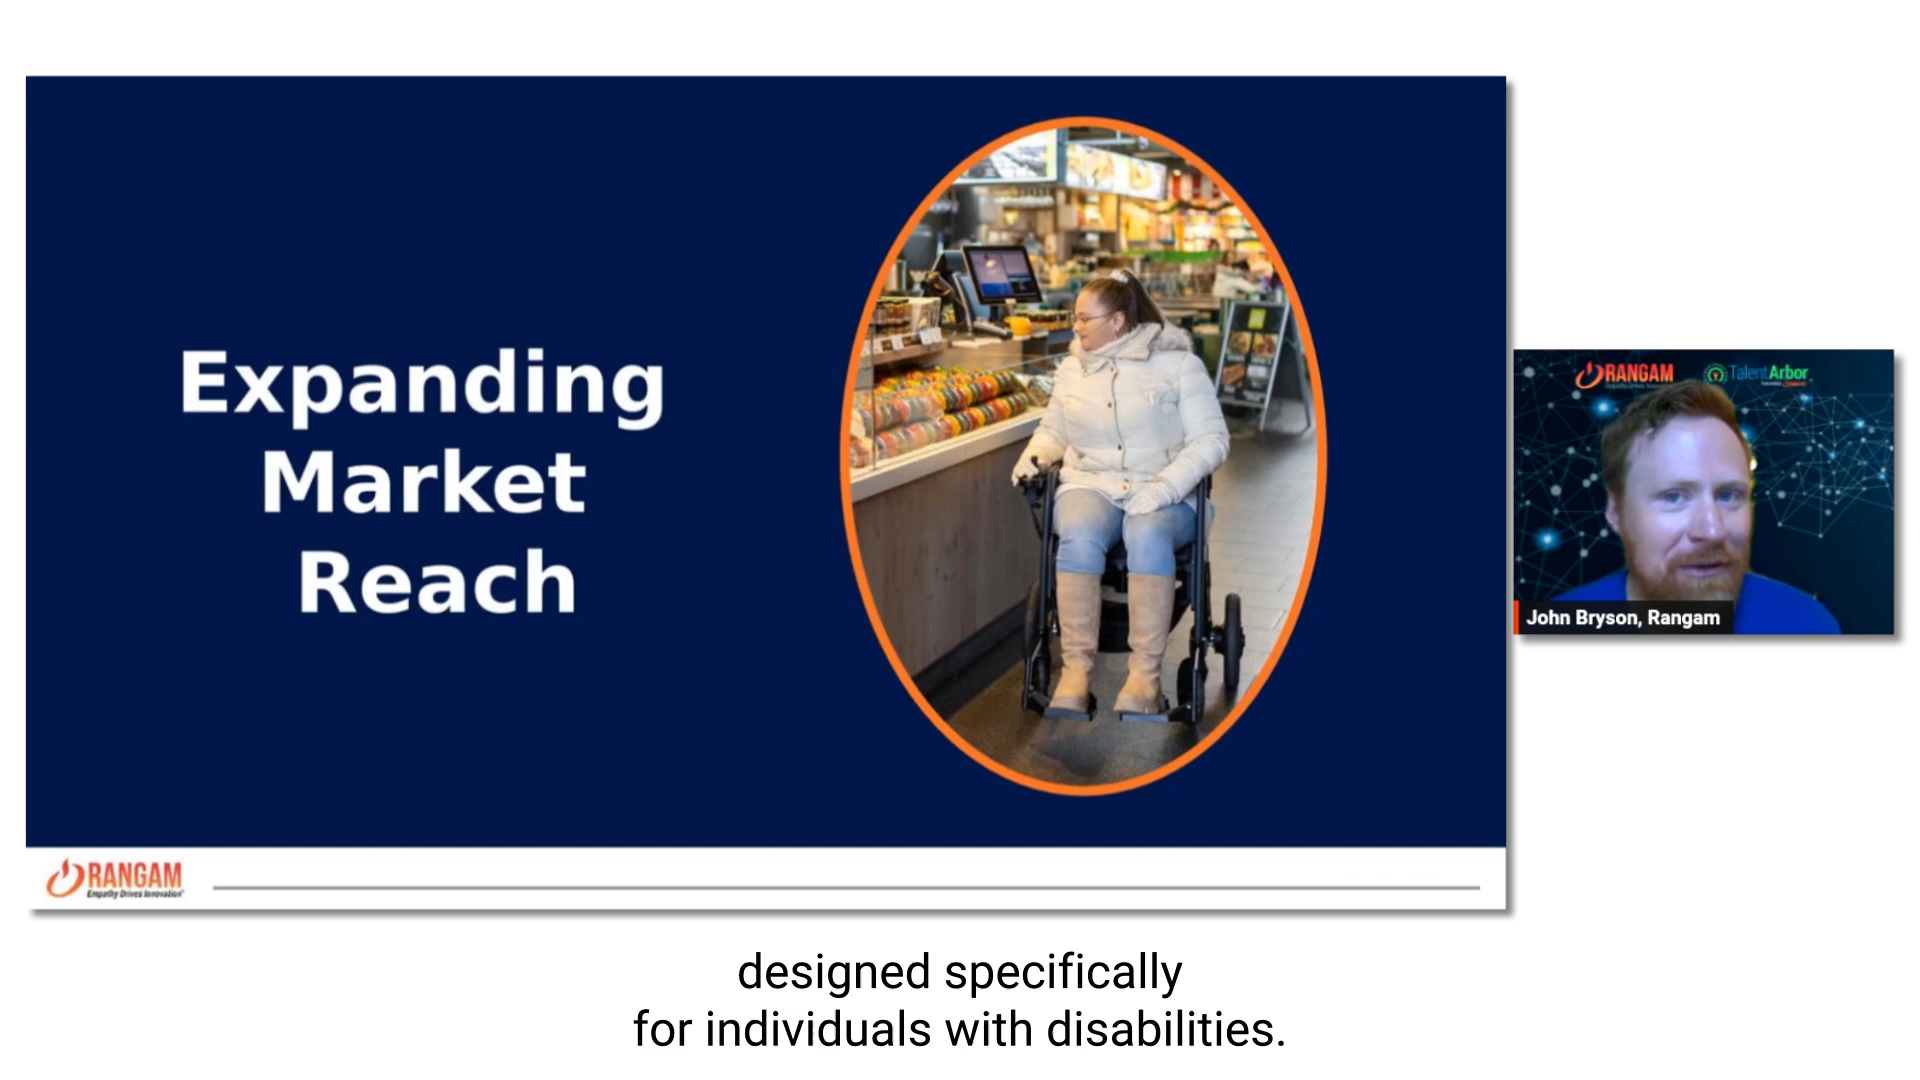 Expanding
Market
Reach
RANGAM
Empathy Drives Innovation
RANGAM
TalentArbor
John Bryson, Rangam
designed specifically
for individuals with disabilities.